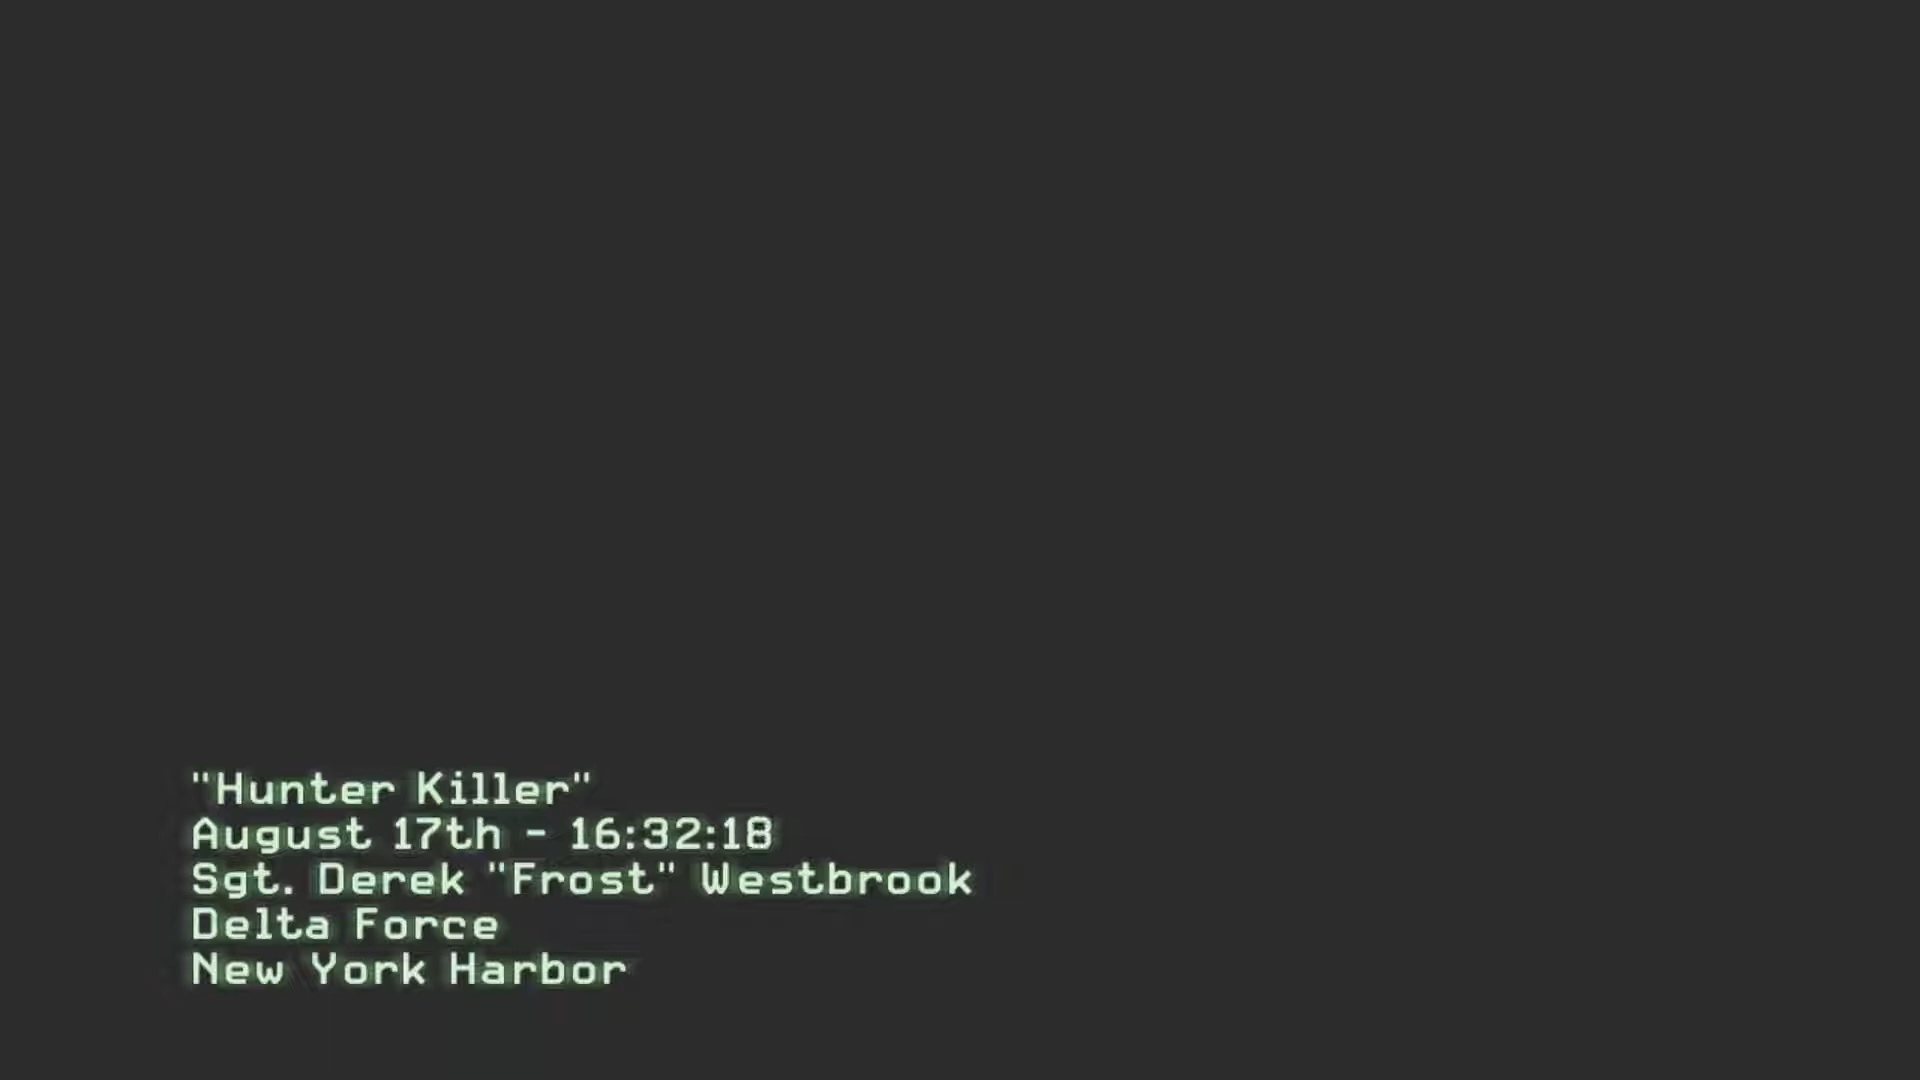 "Hunter Killer"
August 17th - 16:32:18
Sgt. Derek "Frost" Westbrook
Delta Force
New York Harbor